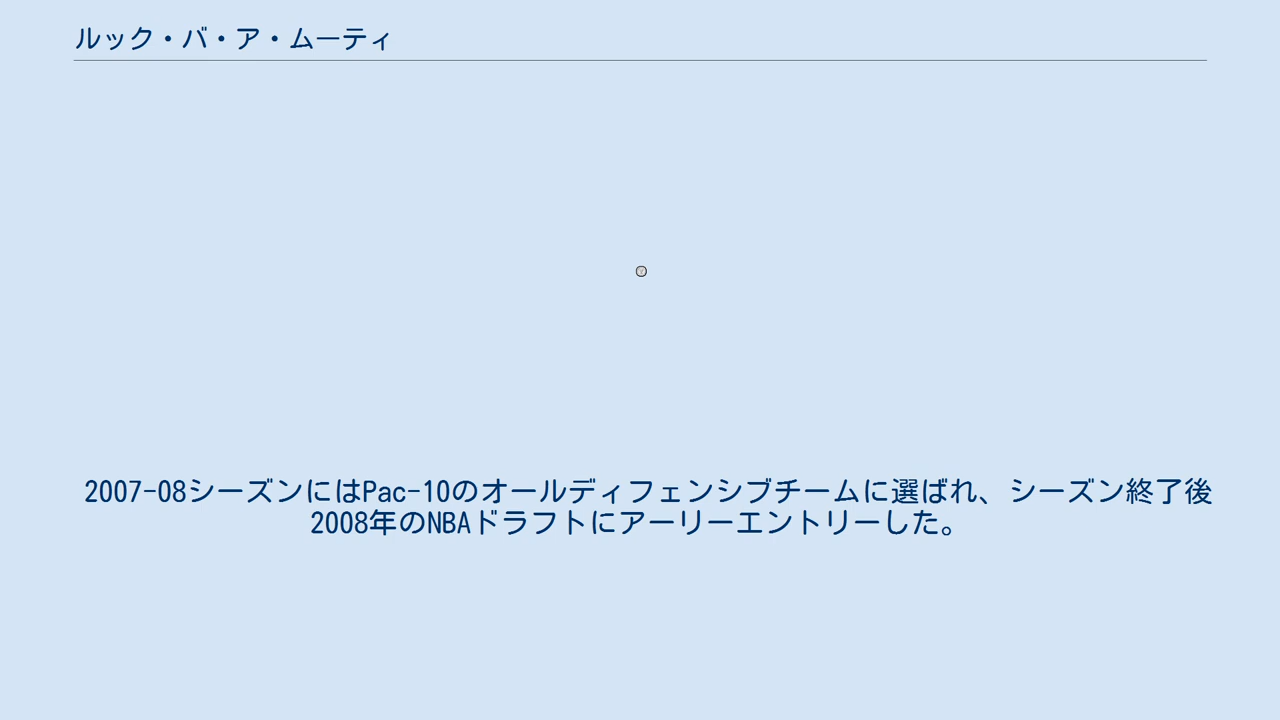 ルック・バ・ア・ムーティ
2007-08シーズンにはPac-10のオールディフェンシブチームに選ばれ、シーズン終了後
2008年のNBAドラフトにアーリーエントリーした。